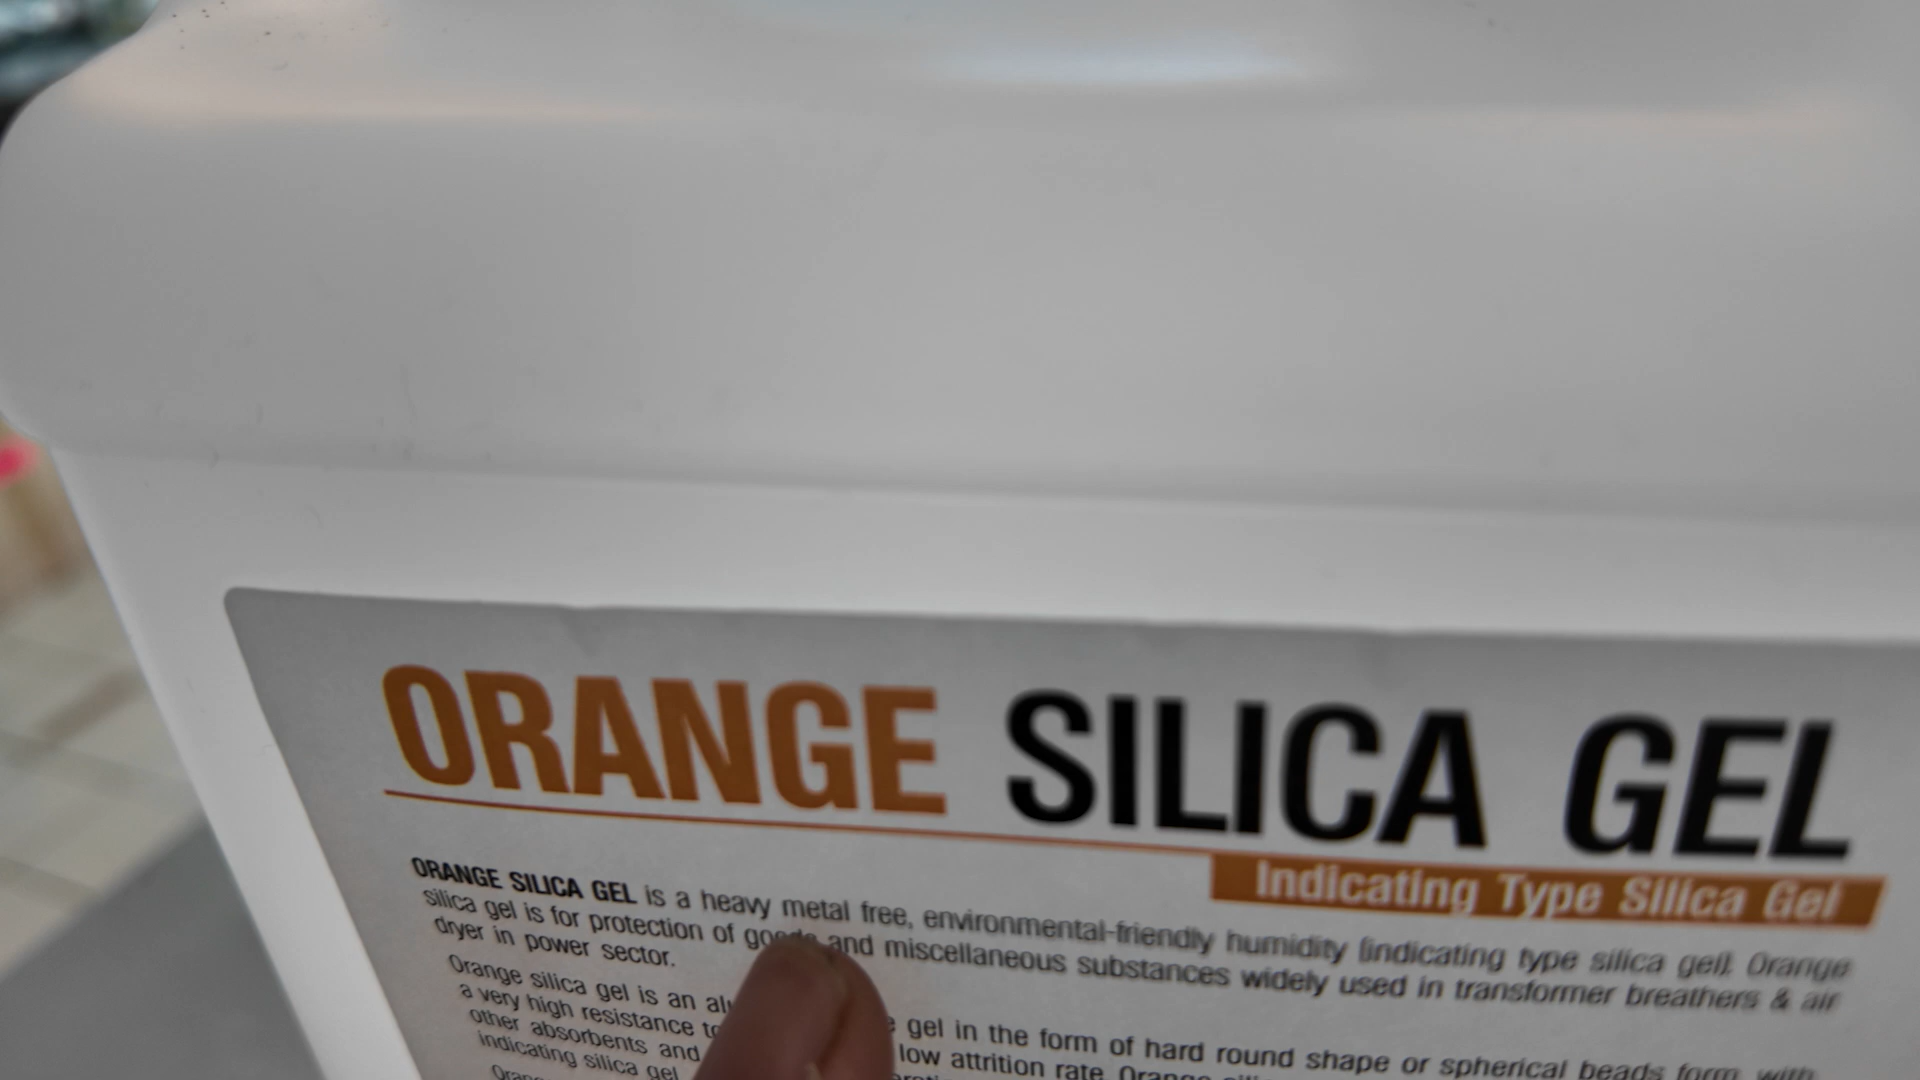 ORANGE SILICA GEL
Indicating Type Silica Gel
ORANGE SILICA GEL is a heavy metal free, environmental-friendly humidity (indicating type silica gel). Orange
silica gel is for protection of goods and miscellaneous substances widely used in transformer breathers & air
dryer in power sector.
Orange silica gel is an gel in the form of hard round shape or spherical beads form, with
a very high resistance low attrition rate. Orange
other absorbents and
indicating silica gel